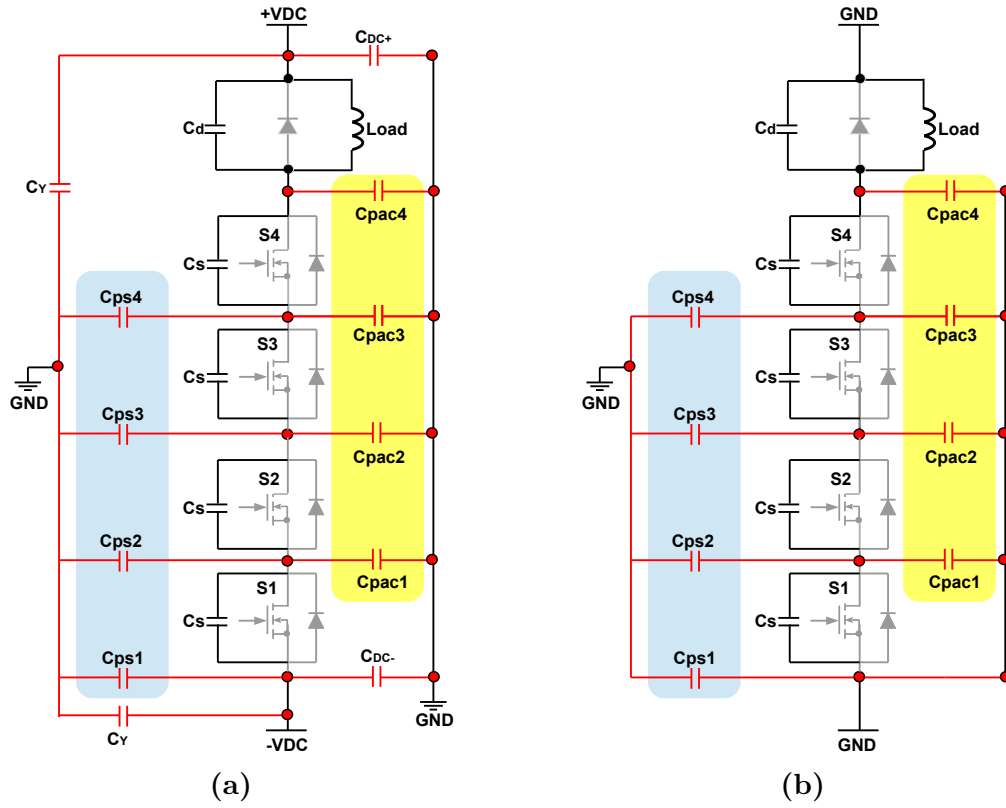 +VDC
CDC+
Cd
Load
CY
Cpac4
S4
Cs
Cps4
Cpac3
S3
Cs
GND
Cps3
Cpac2
S2
Cs
Cps2
Cpac1
S1
Cs
Cps1
CDC-
CY
GND
-VDC
(a)
GND
Cd
Load
Cpac4
S4
Cs
Cps4
Cpac3
S3
Cs
GND
Cps3
Cpac2
S2
Cs
Cps2
Cpac1
S1
Cs
Cps1
GND
(b)